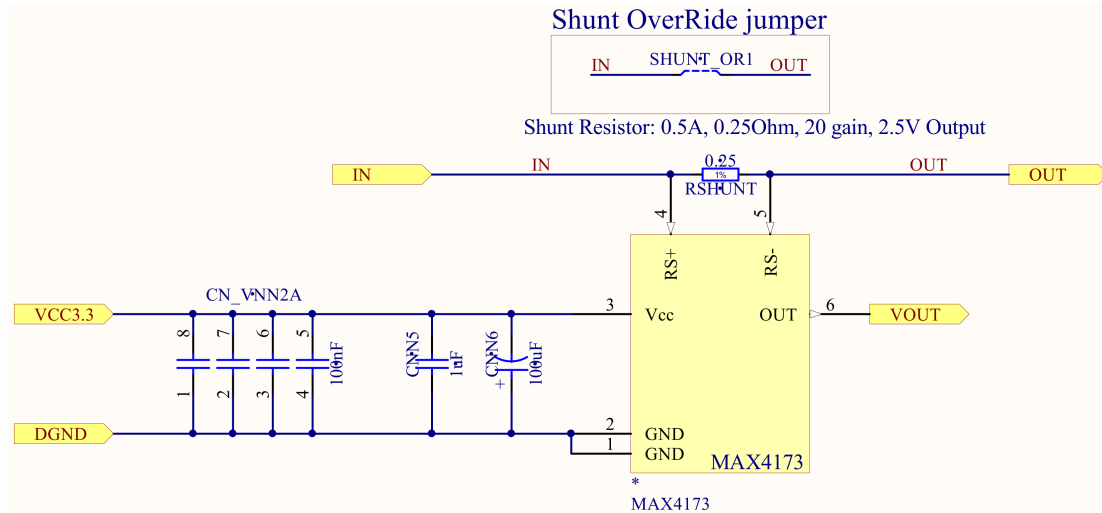 Shunt OverRide jumper
IN SHUNT_OR1 OUT
Shunt Resistor: 0.5A, 0.25Ohm, 20 gain, 2.5V Output
0.25
IN IN 1% OUT OUT
RSHUNT
4 5
RS+ RS-
CN_VNN2A
VCC3.3 3 Vcc OUT 6 VOUT
8 7 6 5
100nF CNN5 1uF CNN6 100uF
+
1 2 3 4
DGND 2 GND
1 GND
MAX4173
*
MAX4173